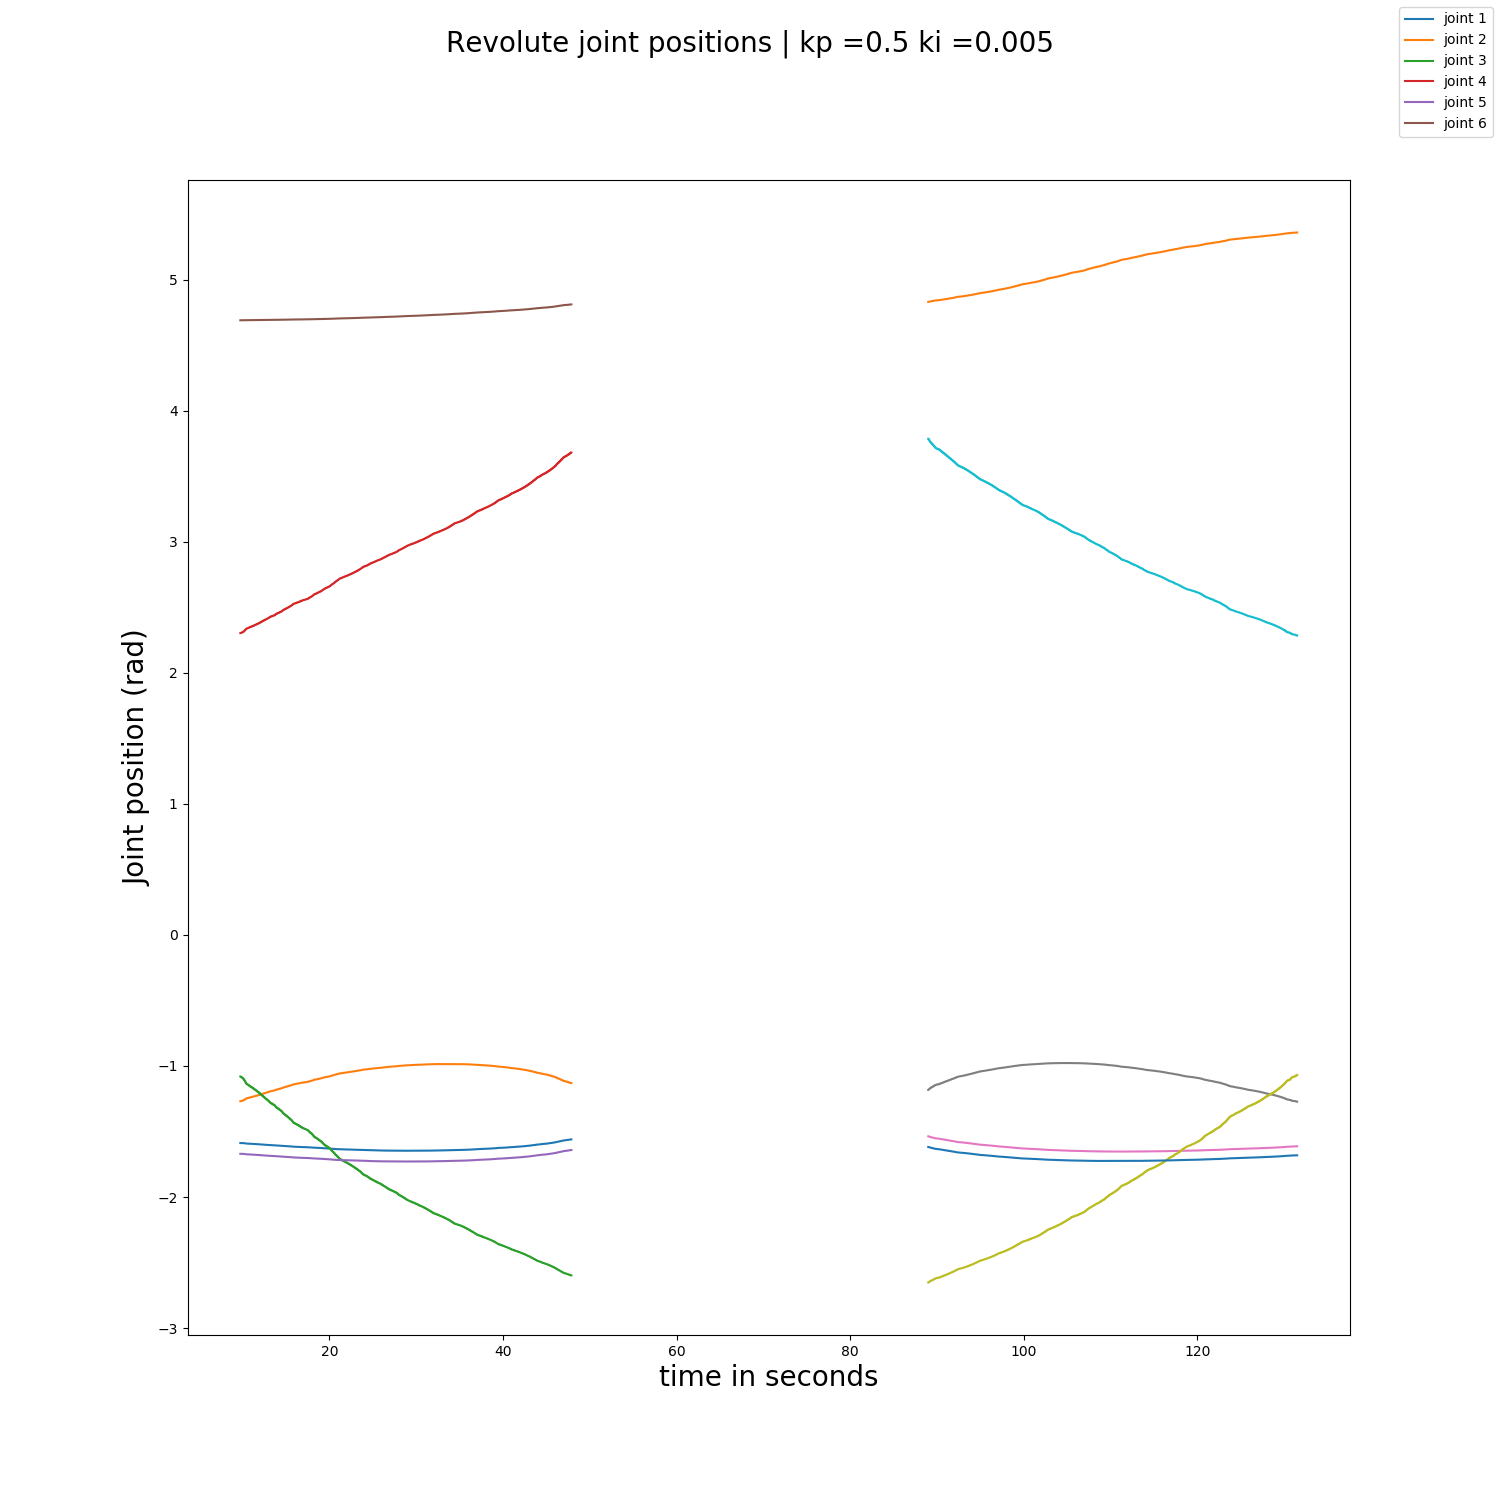 Revolute joint positions | kp =0.5 ki =0.005
joint 1
joint 2
joint 3
joint 4
joint 5
joint 6
Joint position (rad)
5
4
3
2
1
0
−1
−2
−3
20 40 60 80 100 120
time in seconds